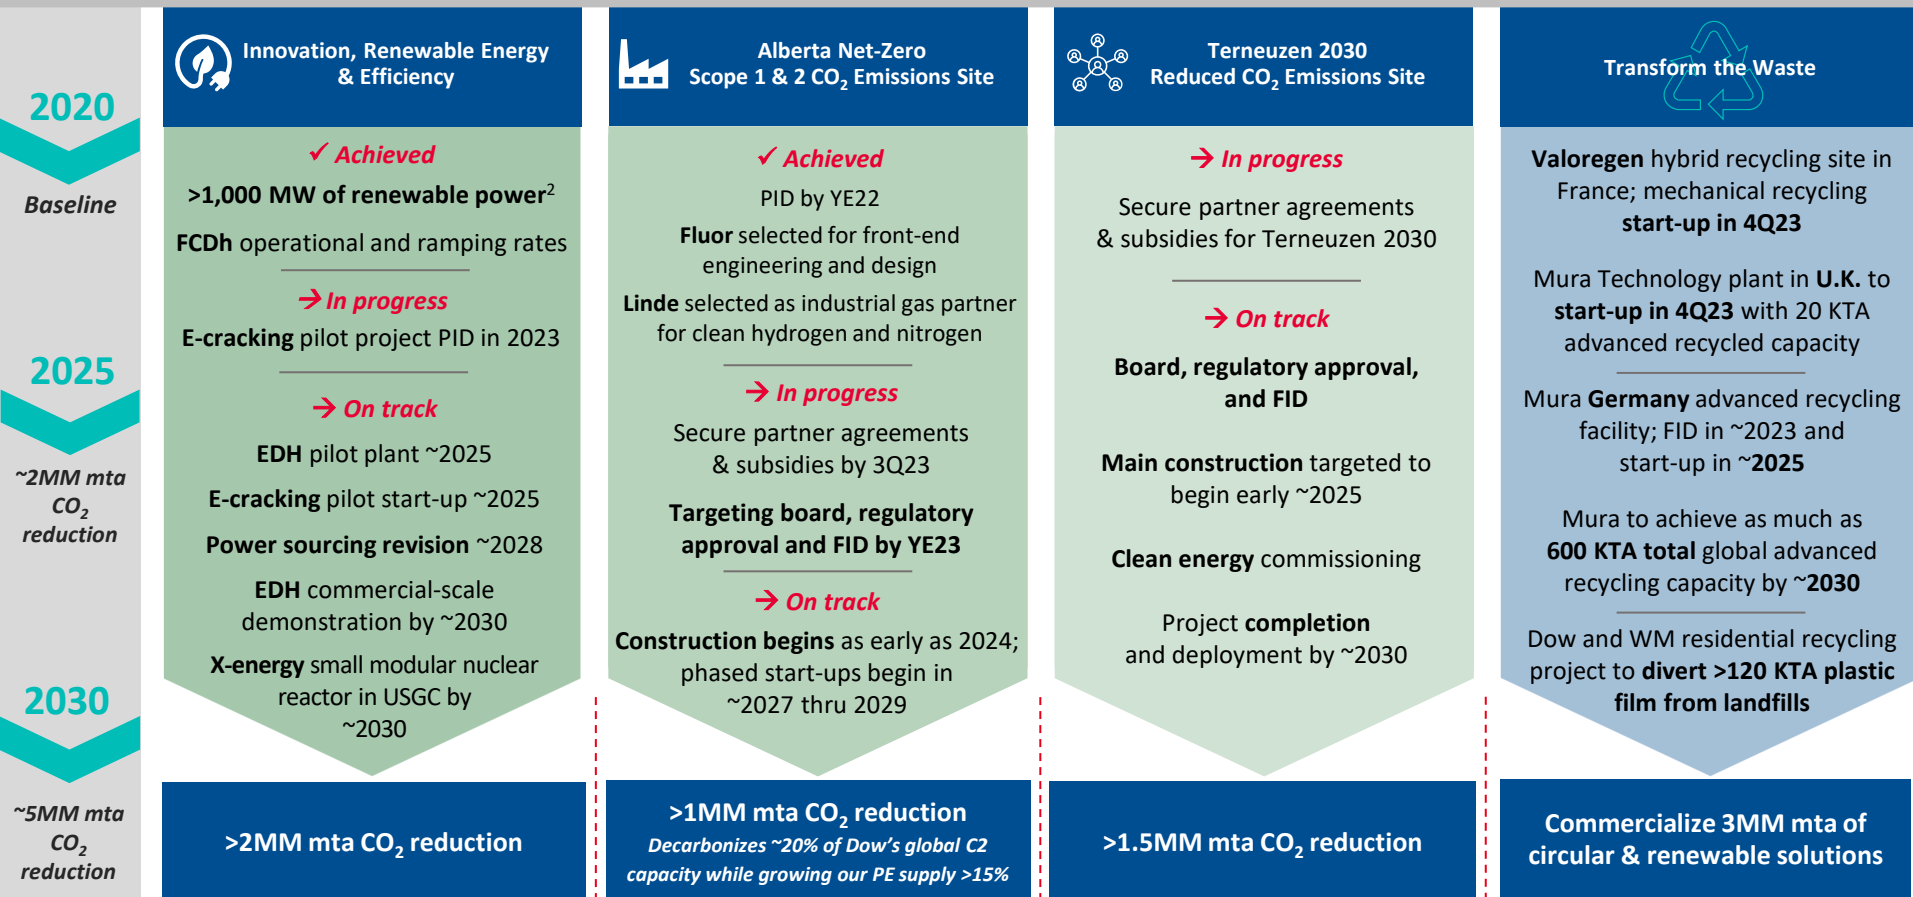 2020
Baseline
2025
~2MM mta
CO2
reduction
2030
~5MM mta
CO2
reduction
Innovation, Renewable Energy
& Efficiency
✓ Achieved
>1,000 MW of renewable power2
FCDh operational and ramping rates
→ In progress
E-cracking pilot project PID in 2023
→ On track
EDH pilot plant ~2025
E-cracking pilot start-up ~2025
Power sourcing revision ~2028
EDH commercial-scale
demonstration by ~2030
X-energy small modular nuclear
reactor in USGC by
~2030
>2MM mta CO2 reduction
Alberta Net-Zero
Scope 1 & 2 CO2 Emissions Site
✓ Achieved
PID by YE22
Fluor selected for front-end
engineering and design
Linde selected as industrial gas partner
for clean hydrogen and nitrogen
→ In progress
Secure partner agreements
& subsidies by 3Q23
Targeting board, regulatory
approval and FID by YE23
→ On track
Construction begins as early as 2024;
phased start-ups begin in
~2027 thru 2029
>1MM mta CO2 reduction
Decarbonizes ~20% of Dow's global C2
capacity while growing our PE supply >15%
Terneuzen 2030
Reduced CO2 Emissions Site
→ In progress
Secure partner agreements
& subsidies for Terneuzen 2030
→ On track
Board, regulatory approval,
and FID
Main construction targeted to
begin early ~2025
Clean energy commissioning
Project completion
and deployment by ~2030
>1.5MM mta CO2 reduction
Transform the Waste
Valoregen hybrid recycling site in
France; mechanical recycling
start-up in 4Q23
Mura Technology plant in U.K. to
start-up in 4Q23 with 20 KTA
advanced recycled capacity
Mura Germany advanced recycling
facility; FID in ~2023 and
start-up in ~2025
Mura to achieve as much as
600 KTA total global advanced
recycling capacity by ~2030
Dow and WM residential recycling
project to divert >120 KTA plastic
film from landfills
Commercialize 3MM mta of
circular & renewable solutions